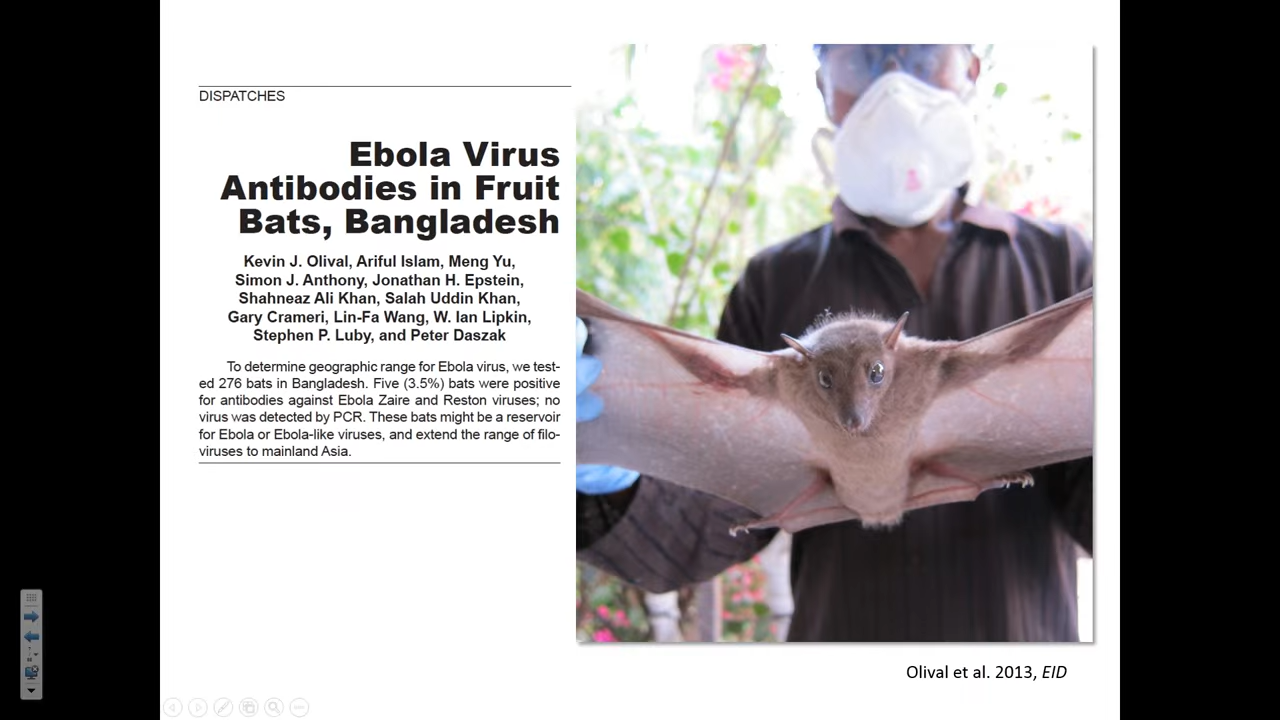 DISPATCHES
Ebola Virus
Antibodies in Fruit
Bats, Bangladesh
Kevin J. Olival, Ariful Islam, Meng Yu,
Simon J. Anthony, Jonathan H. Epstein,
Shahneaz Ali Khan, Salah Uddin Khan,
Gary Crameri, Lin-Fa Wang, W. Ian Lipkin,
Stephen P. Luby, and Peter Daszak
To determine geographic range for Ebola virus, we test-
ed 276 bats in Bangladesh. Five (3.5%) bats were positive
for antibodies against Ebola Zaire and Reston viruses; no
virus was detected by PCR. These bats might be a reservoir
for Ebola or Ebola-like viruses, and extend the range of filo-
viruses to mainland Asia.
Olival et al. 2013, EID